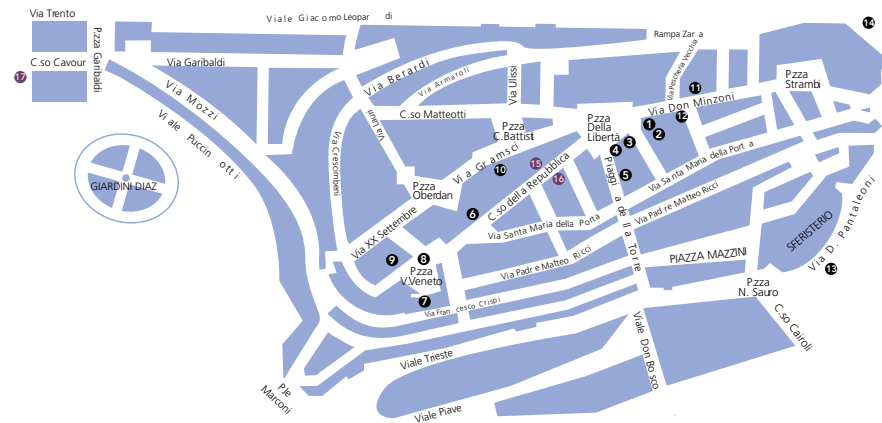 Via Trento
Viale Giacomo Leopardi
14
Rampa Zara
P.zza Garibaldi
C.so Cavour
17
Via Garibaldi
Via Berardi
Via Armaroli
Via Ulissi
Via Pescheria Vecchia
P.zza
Strambi
Via Mozzi
Viale Puccinotti
11
Via Don Minzoni
12
C.so Matteotti
Via Lauri
P.zza
C.Battisti
P.zza
Della
Libertà
1
2
3
4
5
Via Crescimbeni
Via Gramsci
10
15
16
C.so della Repubblica
Piaggia della Torre
Via Santa Maria della Porta
GIARDINI DIAZ
P.zza
Oberdan
6
Via Padre Matteo Ricci
Via XX Settembre
Via Santa Maria della Porta
SFERISTERIO
Via D. Pantaleoni
9
8
P.zza
V.Veneto
7
Via Padre Matteo Ricci
PIAZZA MAZZINI
13
P.zza
N. Sauro
Via Francesco Crispi
C.so Cairoli
Viale Don Bosco
Viale Trieste
P.le
Marconi
Viale Piave